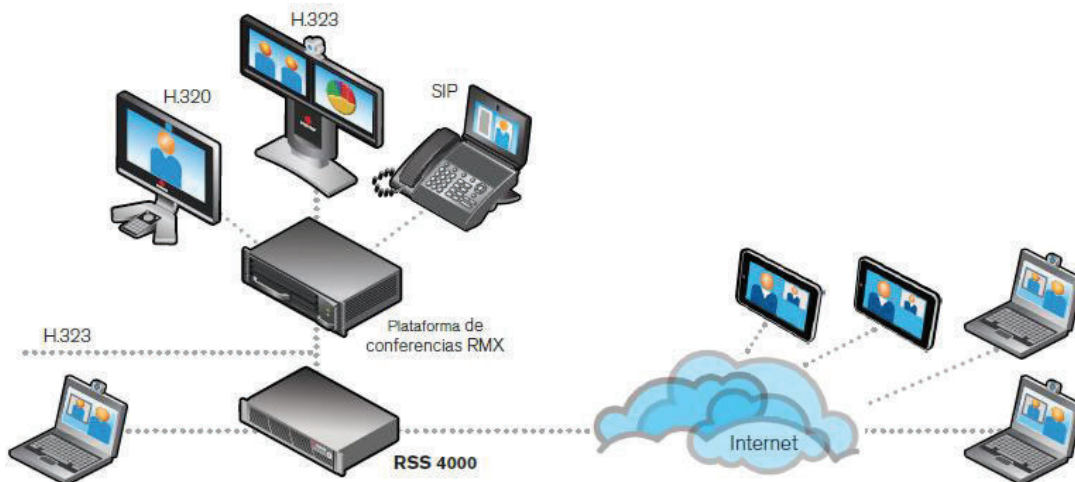 H.323
H.320
SIP
Plataforma de
conferencias RMX
H.323
RSS 4000
Internet